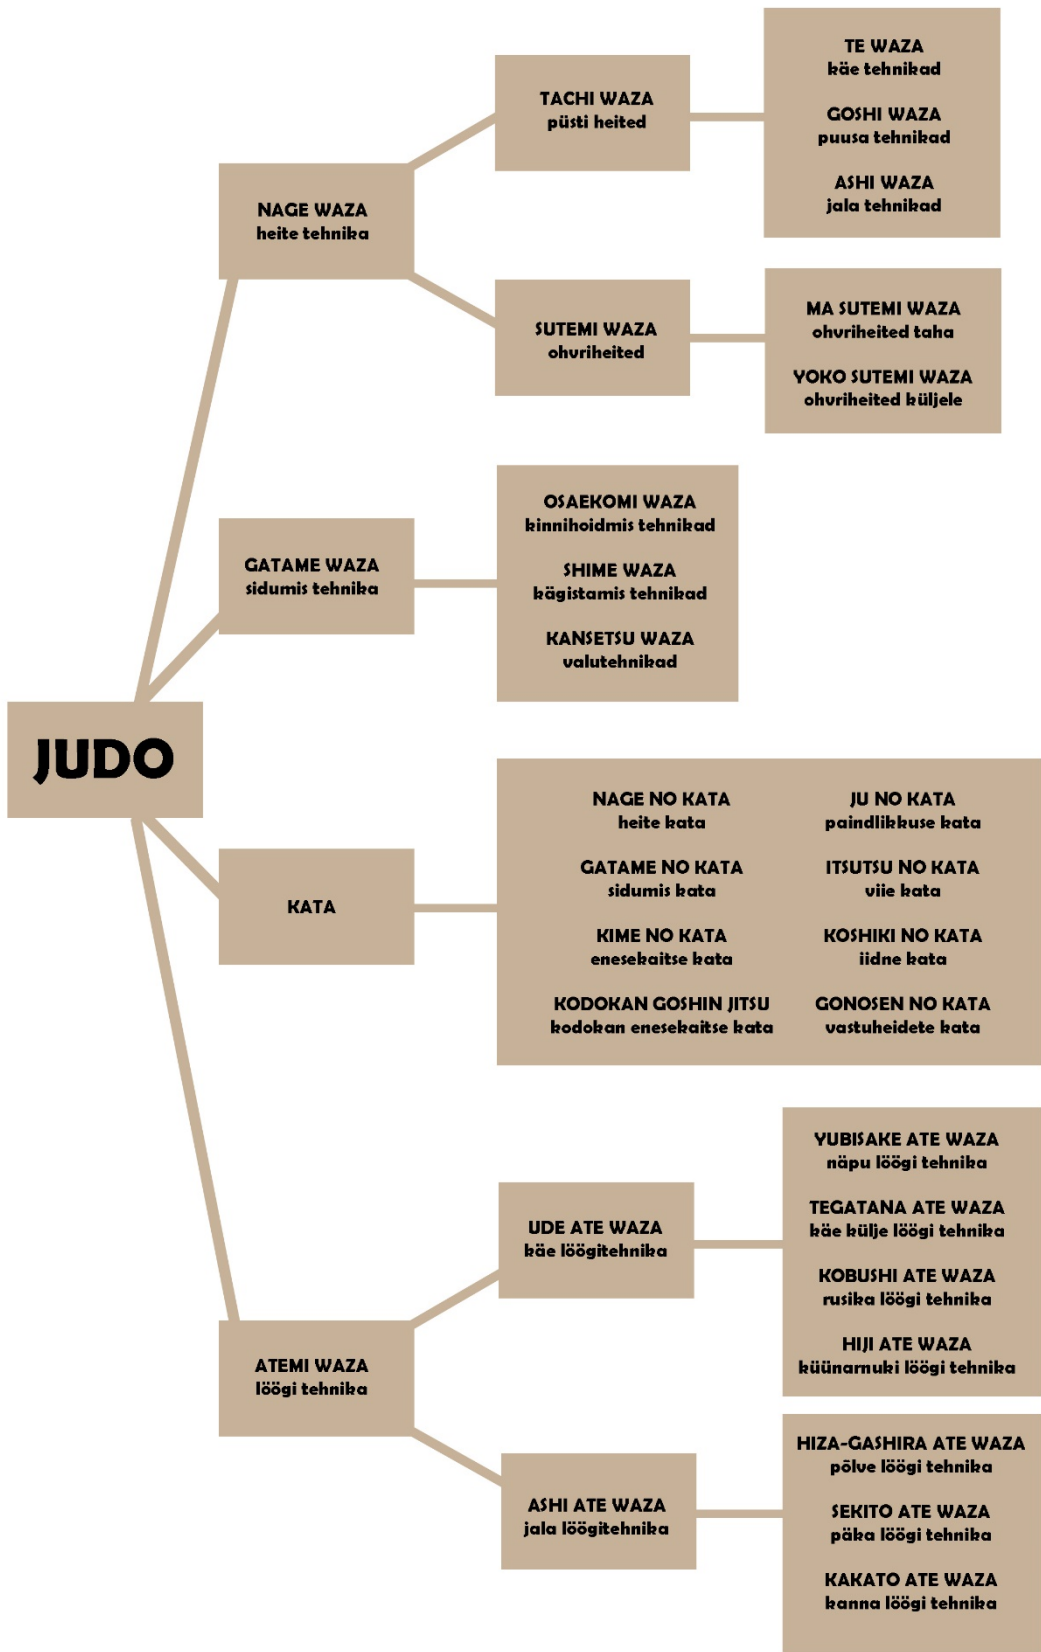 JUDO
NAGE WAZA
heite tehnika
TACHI WAZA
püsti heited
TE WAZA
käe tehnikad
GOSHI WAZA
puusa tehnikad
ASHI WAZA
jala tehnikad
SUTEMI WAZA
ohvriheited
MA SUTEMI WAZA
ohvriheited taha
YOKO SUTEMI WAZA
ohvriheited küljele
GATAME WAZA
sidumis tehnika
OSAEKOMI WAZA
kinnihoidmis tehnikad
SHIME WAZA
kägistamis tehnikad
KANSETSU WAZA
valutehnikad
KATA
NAGE NO KATA
heite kata
GATAME NO KATA
sidumis kata
KIME NO KATA
enesekaitse kata
KODOKAN GOSHIN JITSU
kodokan enesekaitse kata
JU NO KATA
paindlikkuse kata
ITSUTSU NO KATA
viie kata
KOSHIKI NO KATA
iidne kata
GONOSEN NO KATA
vastuheidete kata
ATEMI WAZA
löögi tehnika
UDE ATE WAZA
käe löögitehnika
YUBISAKE ATE WAZA
näpu löögi tehnika
TEGATANA ATE WAZA
käe külje löögi tehnika
KOBUSHI ATE WAZA
rusika löögi tehnika
HIJI ATE WAZA
küünarnuki löögi tehnika
ASHI ATE WAZA
jala löögitehnika
HIZA-GASHIRA ATE WAZA
põlve löögi tehnika
SEKITO ATE WAZA
päka löögi tehnika
KAKATO ATE WAZA
kanna löögi tehnika